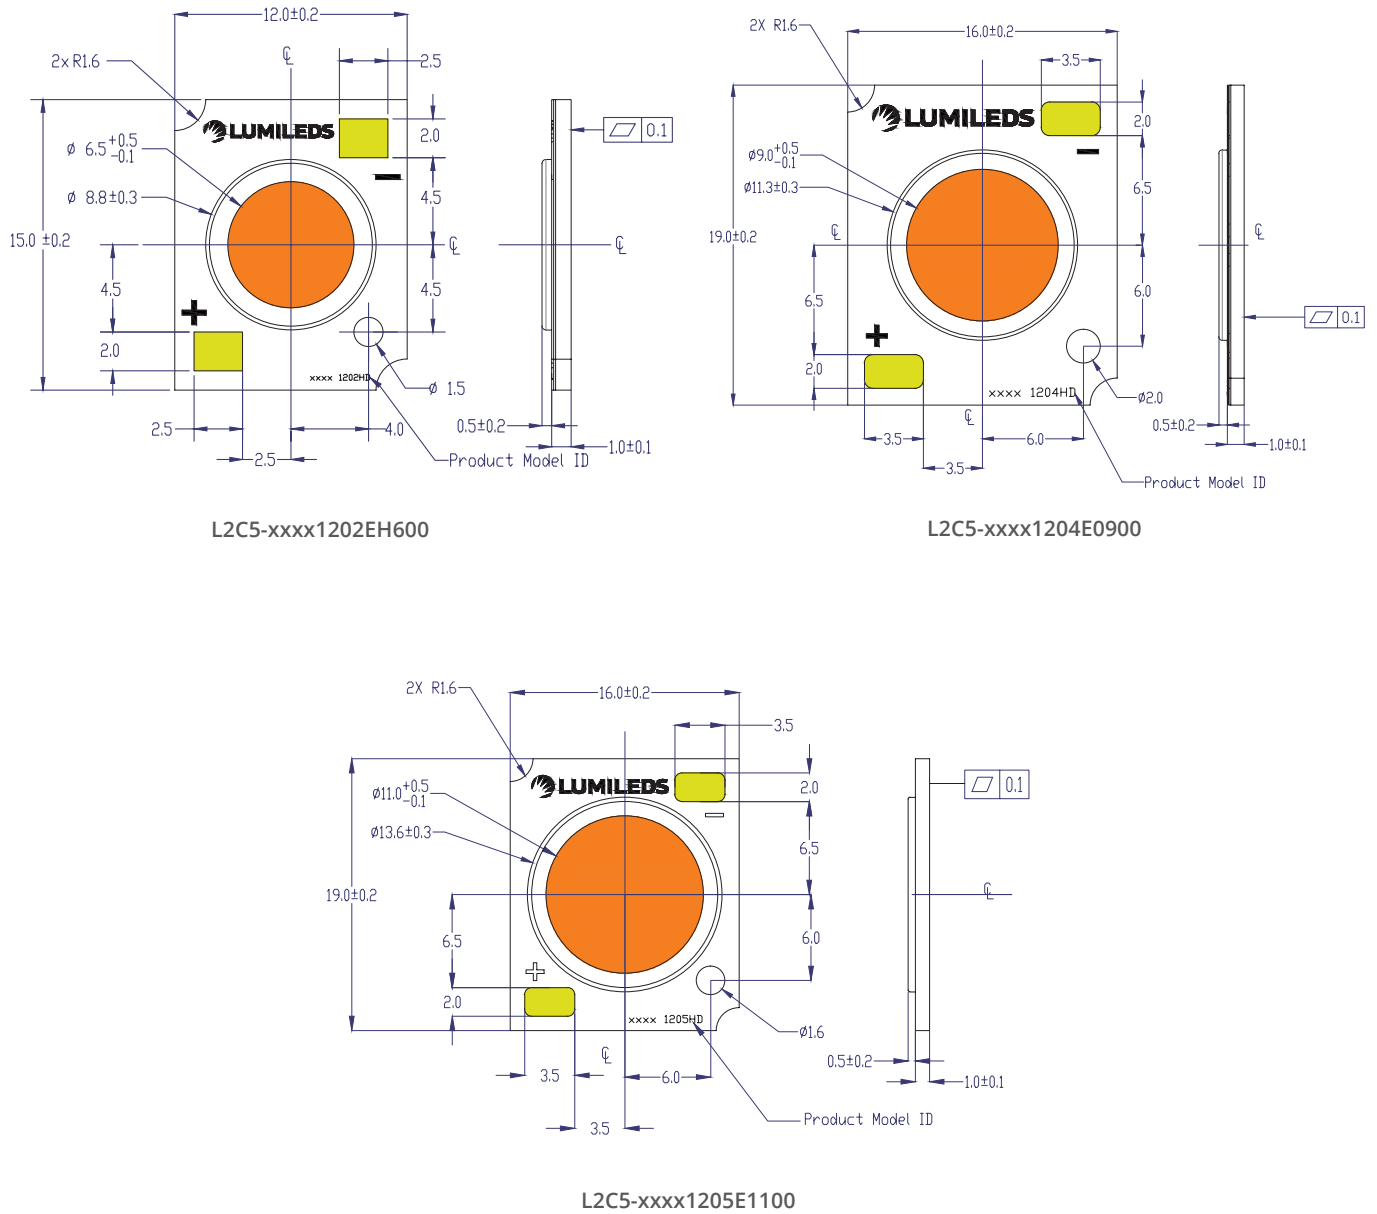 12.0±0.2
℄
2x R1.6
2.5
LUMILEDS
2.0
0.1
ϕ 6.5 +0.5 -0.1
ϕ 8.8±0.3
4.5
15.0 ±0.2
℄
℄
4.5
4.5
2.0
xxxx 1202HD
ϕ 1.5
2.5
4.0
2.5
0.5±0.2
1.0±0.1
Product Model ID
L2C5-xxxx1202EH600
2X R1.6
16.0±0.2
3.5
LUMILEDS
2.0
ϕ9.0 +0.5 -0.1
ϕ11.3±0.3
6.5
19.0±0.2
℄
℄
6.5
6.0
0.1
2.0
xxxx 1204HD
ϕ2.0
℄
3.5
6.0
3.5
0.5±0.2
1.0±0.1
Product Model ID
L2C5-xxxx1204E0900
2X R1.6
16.0±0.2
3.5
LUMILEDS
2.0
0.1
ϕ11.0 +0.5 -0.1
ϕ13.6±0.3
6.5
19.0±0.2
℄
6.5
6.0
2.0
xxxx 1205HD
ϕ1.6
℄
3.5
6.0
3.5
0.5±0.2
1.0±0.1
Product Model ID
L2C5-xxxx1205E1100